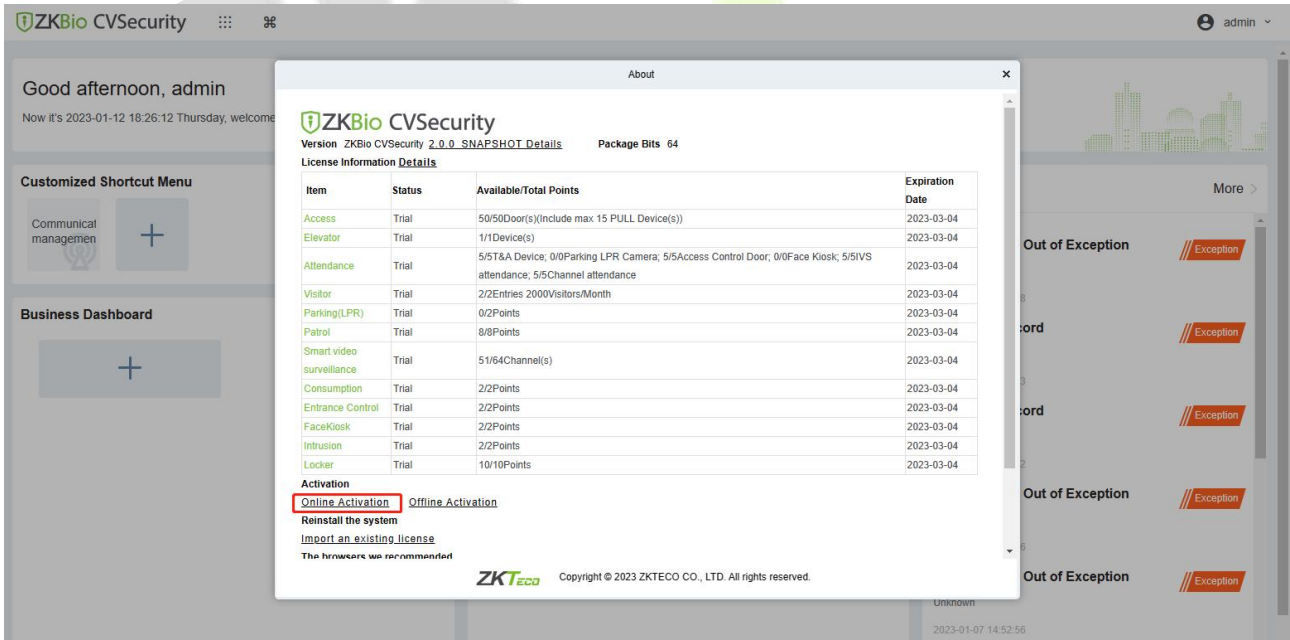 ZKBio CVSecurity
admin
Good afternoon, admin
Now it's 2023-01-12 18:26:12 Thursday, welcome
Customized Shortcut Menu
Communicat
managemen
Business Dashboard
About
ZKBio CVSecurity
Version ZKBio CVSecurity 2.0.0_SNAPSHOT Details Package Bits 64
License Information Details
Item Status Available/Total Points Expiration Date
Access Trial 50/50Door(s)(Include max 15 PULL Device(s)) 2023-03-04
Elevator Trial 1/1Device(s) 2023-03-04
Attendance Trial 5/5T&A Device; 0/0Parking LPR Camera; 5/5Access Control Door; 0/0Face Kiosk; 5/5IVS
attendance; 5/5Channel attendance 2023-03-04
Visitor Trial 2/2Entries 2000Visitors/Month 2023-03-04
Parking(LPR) Trial 0/2Points 2023-03-04
Patrol Trial 8/8Points 2023-03-04
Smart video
surveillance Trial 51/64Channel(s) 2023-03-04
Consumption Trial 2/2Points 2023-03-04
Entrance Control Trial 2/2Points 2023-03-04
FaceKiosk Trial 2/2Points 2023-03-04
Intrusion Trial 2/2Points 2023-03-04
Locker Trial 10/10Points 2023-03-04
Activation
Online Activation Offline Activation
Reinstall the system
Import an existing license
The browsers we recommended
ZKTeco Copyright © 2023 ZKTECO CO., LTD. All rights reserved.
More
Out of Exception Exception
8
cord Exception
3
cord Exception
2
Out of Exception Exception
6
Out of Exception Exception
Unknown
2023-01-07 14:52:56